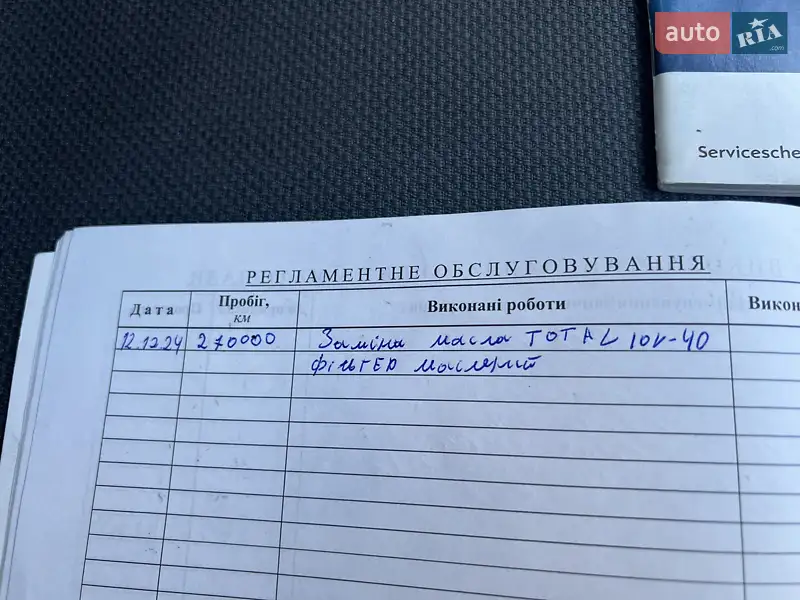 auto RIA .com
Servicesche
РЕГЛАМЕНТНЕ ОБСЛУГОВУВАННЯ
Дата Пробіг, км Виконані роботи Викон
12.12.24 270000 Заміна масла TOTAL 10W-40
фільтер масляний